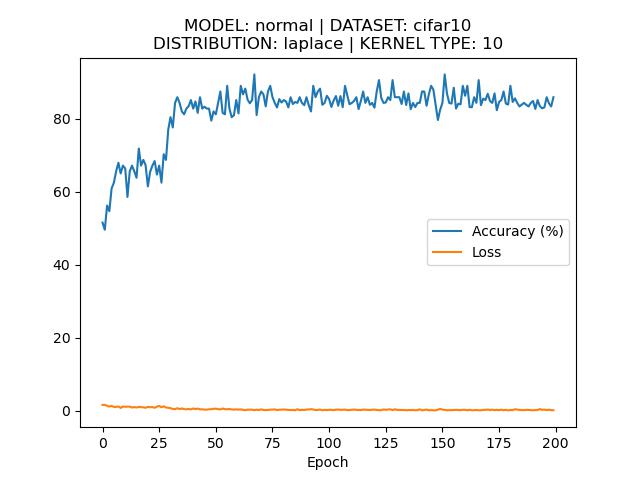 MODEL: normal | DATASET: cifar10
DISTRIBUTION: laplace | KERNEL TYPE: 10
80
60
40
20
0
Accuracy (%)
Loss
0 25 50 75 100 125 150 175 200
Epoch